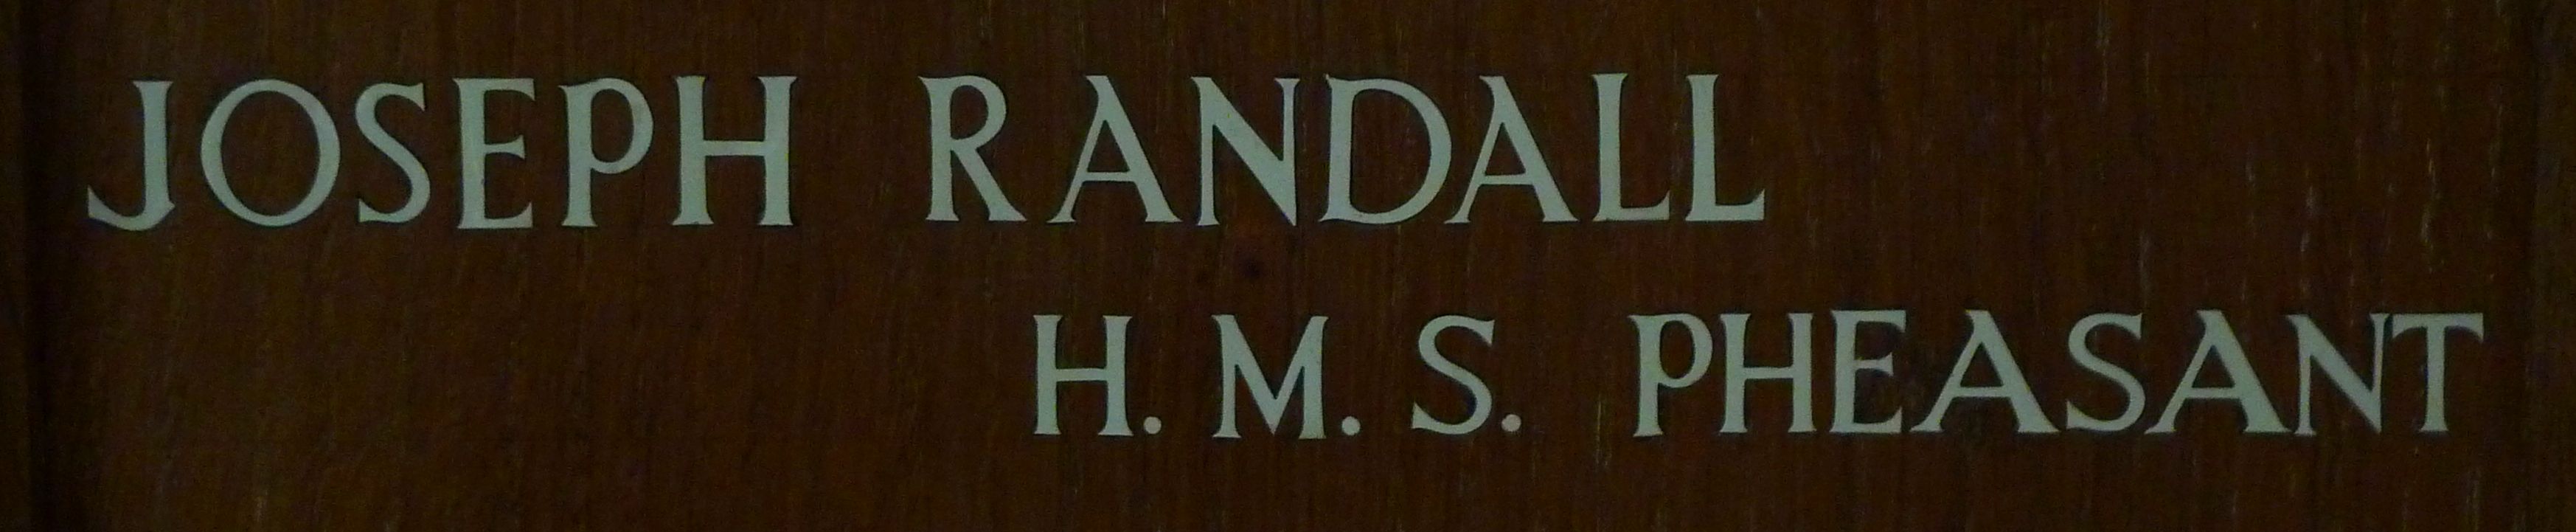 JOSEPH RANDALL
H. M. S. PHEASANT